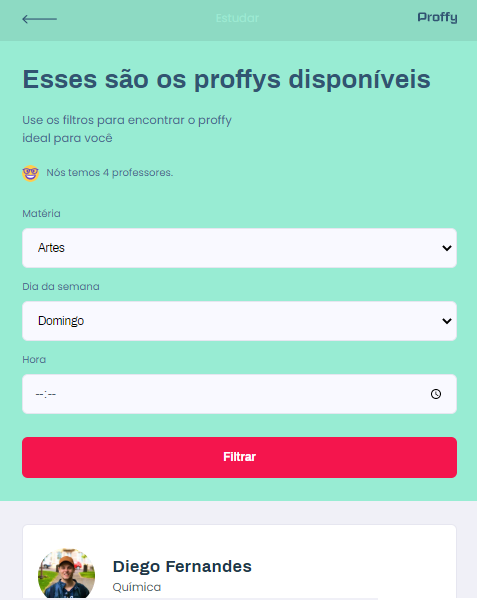 Estudar
Proffy
Esses são os proffys disponíveis
Use os filtros para encontrar o proffy
ideal para você
Nós temos 4 professores.
Matéria
Artes
Dia da semana
Domingo
Hora
--:--
Filtrar
Diego Fernandes
Química